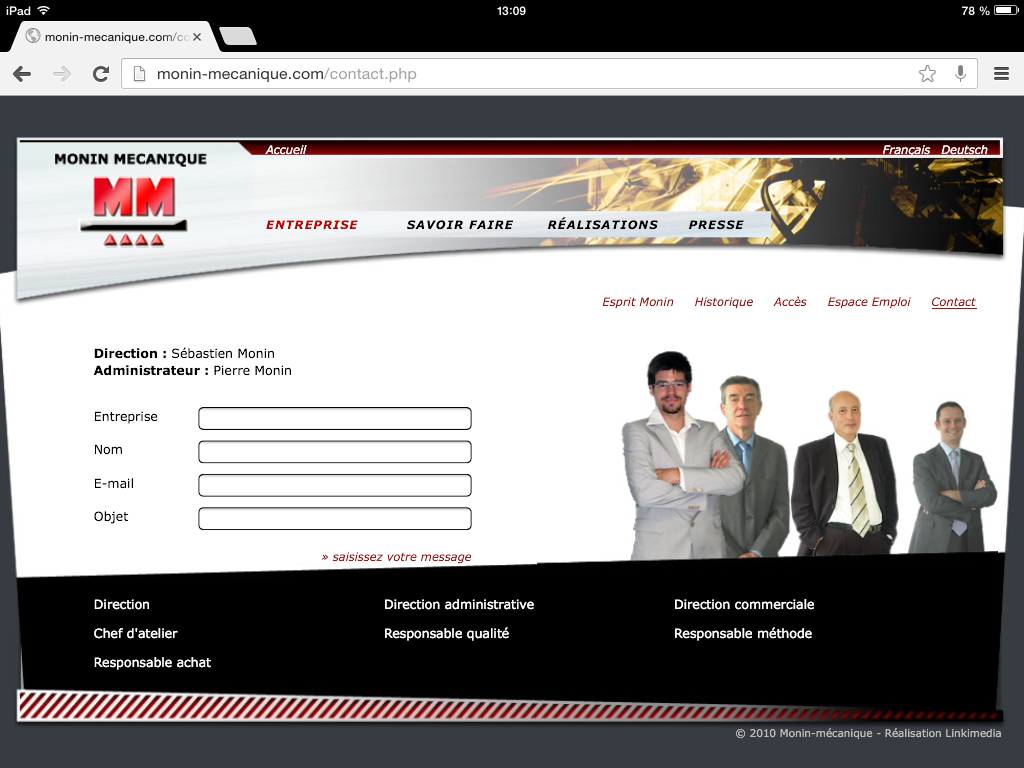 iPad 13:09 78 %
monin-mecanique.com/co
monin-mecanique.com/contact.php
MONIN MECANIQUE
MM
Accueil Français Deutsch
ENTREPRISE SAVOIR FAIRE RÉALISATIONS PRESSE
Esprit Monin Historique Accès Espace Emploi Contact
Direction : Sébastien Monin
Administrateur : Pierre Monin
Entreprise
Nom
E-mail
Objet
» saisissez votre message
Direction Direction administrative Direction commerciale
Chef d'atelier Responsable qualité Responsable méthode
Responsable achat
© 2010 Monin-mécanique - Réalisation Linkimedia